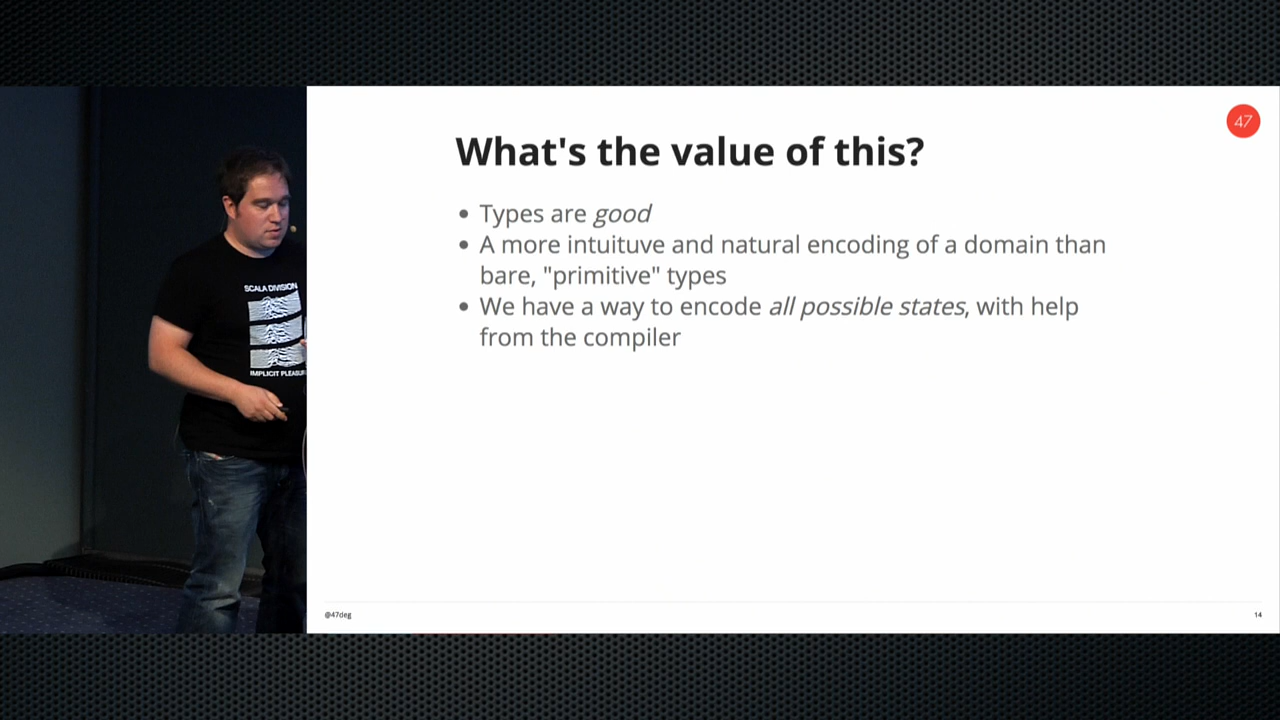 47
What's the value of this?
• Types are good
• A more intuituve and natural encoding of a domain than
bare, "primitive" types
• We have a way to encode all possible states, with help
from the compiler
SCALA DIVISION
IMPLICIT PLEASUR
@47deg
14